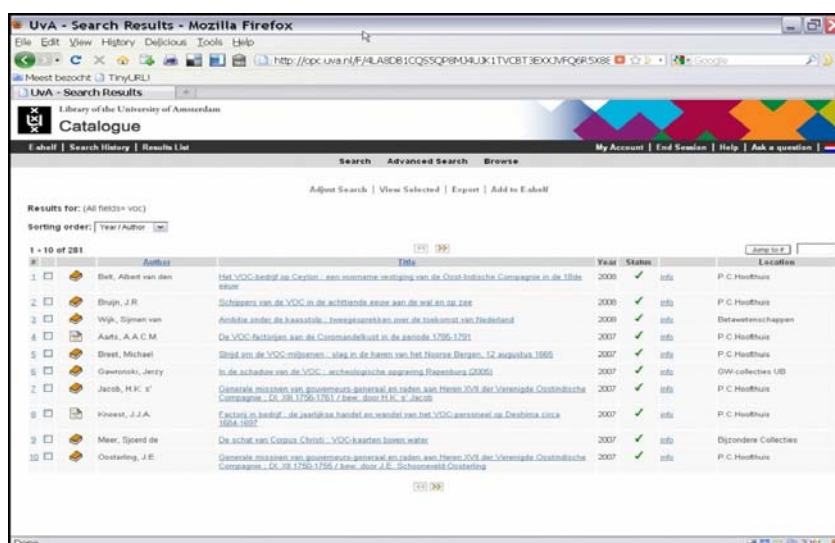 UvA - Search Results - Mozilla Firefox
File Edit View History Delicious Tools Help
Google
Meest bezocht TinyURL!
UvA - Search Results
Library of the University of Amsterdam
Catalogue
E-shelf | Search History | Results List My Account | End Session | Help | Ask a question |
Search Advanced Search Browse
Adjust Search | View Selected | Export | Add to E-shelf
Results for: (All fields= voc)
Sorting order: Year/Author
1 - 10 of 281 Jump to #
# Author Title Year Status Location
1 Belt, Albert van den Het VOC-bedrijf op Ceylon : een voorname vestiging van de Oost-Indische Compagnie in de 18de eeuw 2008 info P.C.Hoofthuis
2 Bruijn, J.R. Schippers van de VOC in de achttiende eeuw aan de wal en op zee 2008 info P.C.Hoofthuis
3 Wijk, Sijmen van Ambitie onder de kaasstolp : tweegesprekken over de toekomst van Nederland 2008 info Betawetenschappen
4 Aarts, A.A.C.M. De VOC-factorijen aan de Coromandelkust in de periode 1785-1791 2007 info P.C.Hoofthuis
5 Breet, Michael Strijd om de VOC-miljoenen : slag in de haven van het Noorse Bergen, 12 augustus 1665 2007 info P.C.Hoofthuis
6 Gawronski, Jerzy In de schaduw van de VOC : archeologische opgraving Rapenburg (2006) 2007 info GW-collecties UB
7 Jacob, H.K. s' Generale missiven van gouverneurs-generaal en raden aan Heren XVII der Verenigde Oostindische Compagnie ; Dl. XIII 1756-1761 / bew. door H.K. s' Jacob 2007 info P.C.Hoofthuis
8 Kneest, J.J.A. Factorij in bedrijf : de jaarlijkse handel en wandel van het VOC-personeel op Deshima circa 1684-1697 2007 info P.C.Hoofthuis
9 Meer, Sjoerd de De schat van Corpus Christi : VOC-kaarten boven water 2007 info Bijzondere Collecties
10 Oosterling, J.E. Generale missiven van gouverneurs-generaal en raden aan Heren XVII der Verenigde Oostindische Compagnie ; Dl. XII 1750-1755 / bew. door J.E. Schooneveld-Oosterling 2007 info P.C.Hoofthuis